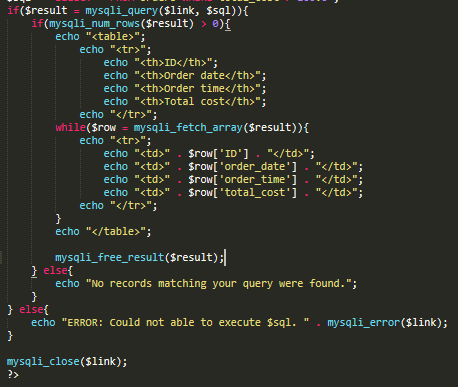 if($result = mysqli_query($link, $sql)){
if(mysqli_num_rows($result) > 0){
echo "<table>";
echo "<tr>";
echo "<th>ID</th>";
echo "<th>Order date</th>";
echo "<th>Order time</th>";
echo "<th>Total cost</th>";
echo "</tr>";
while($row = mysqli_fetch_array($result)){
echo "<tr>";
echo "<td>" . $row['ID'] . "</td>";
echo "<td>" . $row['order_date'] . "</td>";
echo "<td>" . $row['order_time'] . "</td>";
echo "<td>" . $row['total_cost'] . "</td>";
echo "</tr>";
}
echo "</table>";
mysqli_free_result($result);
} else{
echo "No records matching your query were found.";
}
} else{
echo "ERROR: Could not able to execute $sql. " . mysqli_error($link);
}
mysqli_close($link);
?>